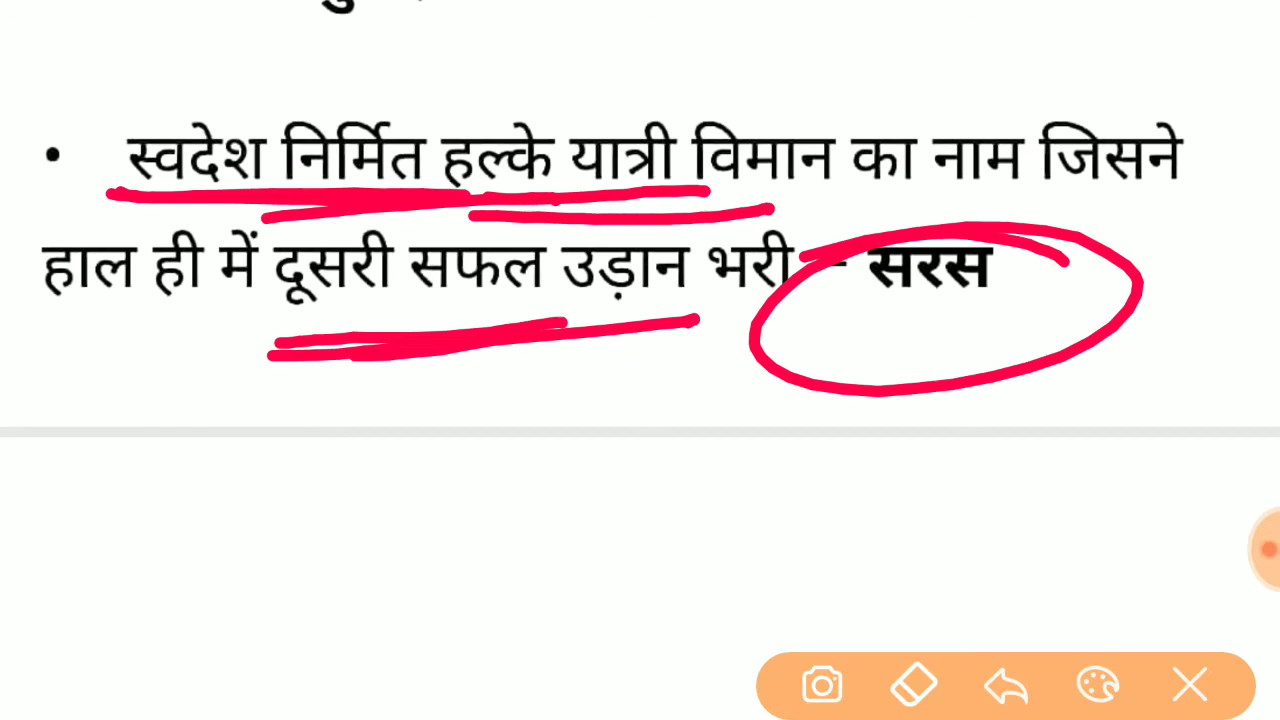 • स्वदेश निर्मित हल्के यात्री विमान का नाम जिसने
हाल ही में दूसरी सफल उड़ान भरी – सरस